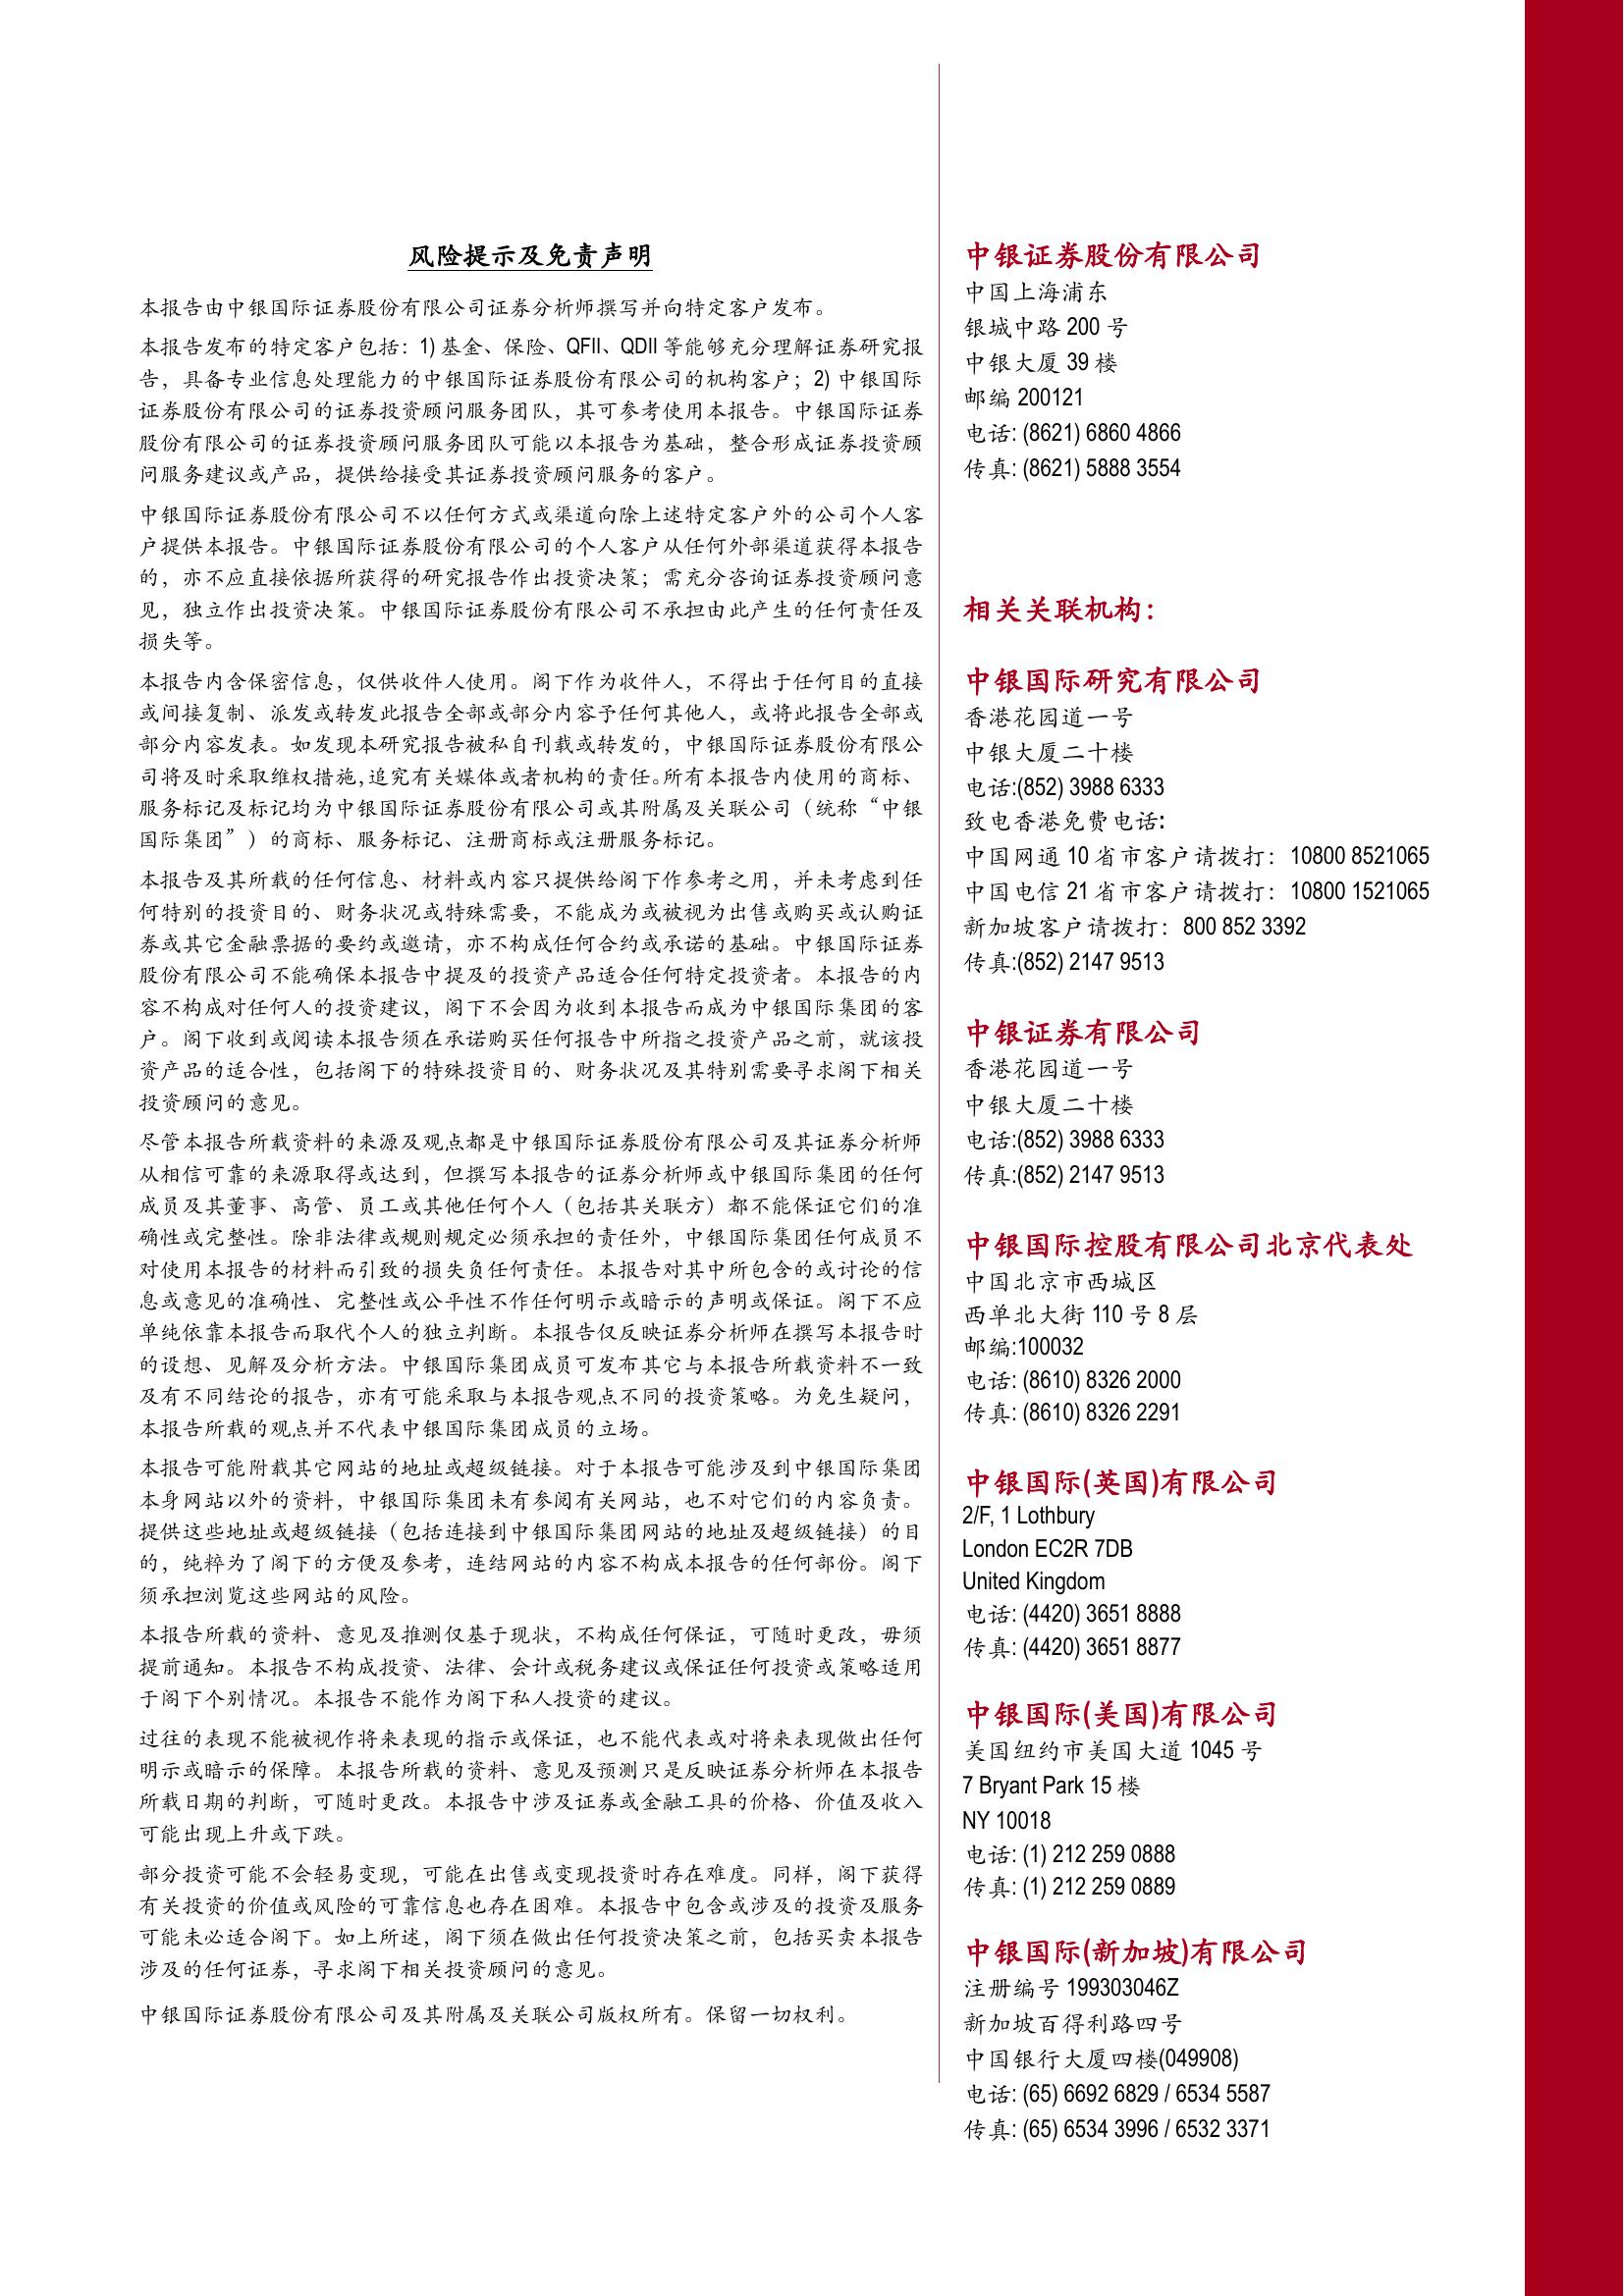 风险提示及免责声明
本报告由中银国际证券股份有限公司证券分析师撰写并向特定客户发布。
本报告发布的特定客户包括：1) 基金、保险、QFII、QDII 等能够充分理解证券研究报
告，具备专业信息处理能力的中银国际证券股份有限公司的机构客户；2) 中银国际
证券股份有限公司的证券投资顾问服务团队，其可参考使用本报告。中银国际证券
股份有限公司的证券投资顾问服务团队可能以本报告为基础，整合形成证券投资顾
问服务建议或产品，提供给接受其证券投资顾问服务的客户。
中银国际证券股份有限公司不以任何方式或渠道向除上述特定客户外的公司个人客
户提供本报告。中银国际证券股份有限公司的个人客户从任何外部渠道获得本报告
的，亦不应直接依据所获得的研究报告作出投资决策；需充分咨询证券投资顾问意
见，独立作出投资决策。中银国际证券股份有限公司不承担由此产生的任何责任及
损失等。
本报告内含保密信息，仅供收件人使用。阁下作为收件人，不得出于任何目的直接
或间接复制、派发或转发此报告全部或部分内容予任何其他人，或将此报告全部或
部分内容发表。如发现本研究报告被私自刊载或转发的，中银国际证券股份有限公
司将及时采取维权措施，追究有关媒体或者机构的责任。所有本报告内使用的商标、
服务标记及标记均为中银国际证券股份有限公司或其附属及关联公司（统称“中银
国际集团”）的商标、服务标记、注册商标或注册服务标记。
本报告及其所载的任何信息、材料或内容只提供给阁下作参考之用，并未考虑到任
何特别的投资目的、财务状况或特殊需要，不能成为或被视为出售或购买或认购证
券或其它金融票据的要约或邀请，亦不构成任何合约或承诺的基础。中银国际证券
股份有限公司不能确保本报告中提及的投资产品适合任何特定投资者。本报告的内
容不构成对任何人的投资建议，阁下不会因为收到本报告而成为中银国际集团的客
户。阁下收到或阅读本报告须在承诺购买任何报告中所指之投资产品之前，就该投
资产品的适合性，包括阁下的特殊投资目的、财务状况及其特别需要寻求阁下相关
投资顾问的意见。
尽管本报告所载资料的来源及观点都是中银国际证券股份有限公司及其证券分析师
从相信可靠的来源取得或达到，但撰写本报告的证券分析师或中银国际集团的任何
成员及其董事、高管、员工或其他任何个人（包括其关联方）都不能保证它们的准
确性或完整性。除非法律或规则规定必须承担的责任外，中银国际集团任何成员不
对使用本报告的材料而引致的损失负任何责任。本报告对其中所包含的或讨论的信
息或意见的准确性、完整性或公平性不作任何明示或暗示的声明或保证。阁下不应
单纯依靠本报告而取代个人的独立判断。本报告仅反映证券分析师在撰写本报告时
的设想、见解及分析方法。中银国际集团成员可发布其它与本报告所载资料不一致
及有不同结论的报告，亦有可能采取与本报告观点不同的投资策略。为免生疑问，
本报告所载的观点并不代表中银国际集团成员的立场。
本报告可能附载其它网站的地址或超级链接。对于本报告可能涉及到中银国际集团
本身网站以外的资料，中银国际集团未有参阅有关网站，也不对它们的内容负责。
提供这些地址或超级链接（包括连接到中银国际集团网站的地址及超级链接）的目
的，纯粹为了阁下的方便及参考，连结网站的内容不构成本报告的任何部份。阁下
须承担浏览这些网站的风险。
本报告所载的资料、意见及推测仅基于现状，不构成任何保证，可随时更改，毋须
提前通知。本报告不构成投资、法律、会计或税务建议或保证任何投资或策略适用
于阁下个别情况。本报告不能作为阁下私人投资的建议。
过往的表现不能被视作将来表现的指示或保证，也不能代表或对将来表现做出任何
明示或暗示的保障。本报告所载的资料、意见及预测只是反映证券分析师在本报告
所载日期的判断，可随时更改。本报告中涉及证券或金融工具的价格、价值及收入
可能出现上升或下跌。
部分投资可能不会轻易变现，可能在出售或变现投资时存在难度。同样，阁下获得
有关投资的价值或风险的可靠信息也存在困难。本报告中包含或涉及的投资及服务
可能未必适合阁下。如上所述，阁下须在做出任何投资决策之前，包括买卖本报告
涉及的任何证券，寻求阁下相关投资顾问的意见。
中银国际证券股份有限公司及其附属及关联公司版权所有。保留一切权利。
中银证券股份有限公司
中国上海浦东
银城中路 200 号
中银大厦 39 楼
邮编 200121
电话: (8621) 6860 4866
传真: (8621) 5888 3554
相关关联机构：
中银国际研究有限公司
香港花园道一号
中银大厦二十楼
电话:(852) 3988 6333
致电香港免费电话:
中国网通 10 省市客户请拨打：10800 8521065
中国电信 21 省市客户请拨打：10800 1521065
新加坡客户请拨打：800 852 3392
传真:(852) 2147 9513
中银证券有限公司
香港花园道一号
中银大厦二十楼
电话:(852) 3988 6333
传真:(852) 2147 9513
中银国际控股有限公司北京代表处
中国北京市西城区
西单北大街 110 号 8 层
邮编:100032
电话: (8610) 8326 2000
传真: (8610) 8326 2291
中银国际(英国)有限公司
2/F, 1 Lothbury
London EC2R 7DB
United Kingdom
电话: (4420) 3651 8888
传真: (4420) 3651 8877
中银国际(美国)有限公司
美国纽约市美国大道 1045 号
7 Bryant Park 15 楼
NY 10018
电话: (1) 212 259 0888
传真: (1) 212 259 0889
中银国际(新加坡)有限公司
注册编号 199303046Z
新加坡百得利路四号
中国银行大厦四楼(049908)
电话: (65) 6692 6829 / 6534 5587
传真: (65) 6534 3996 / 6532 3371